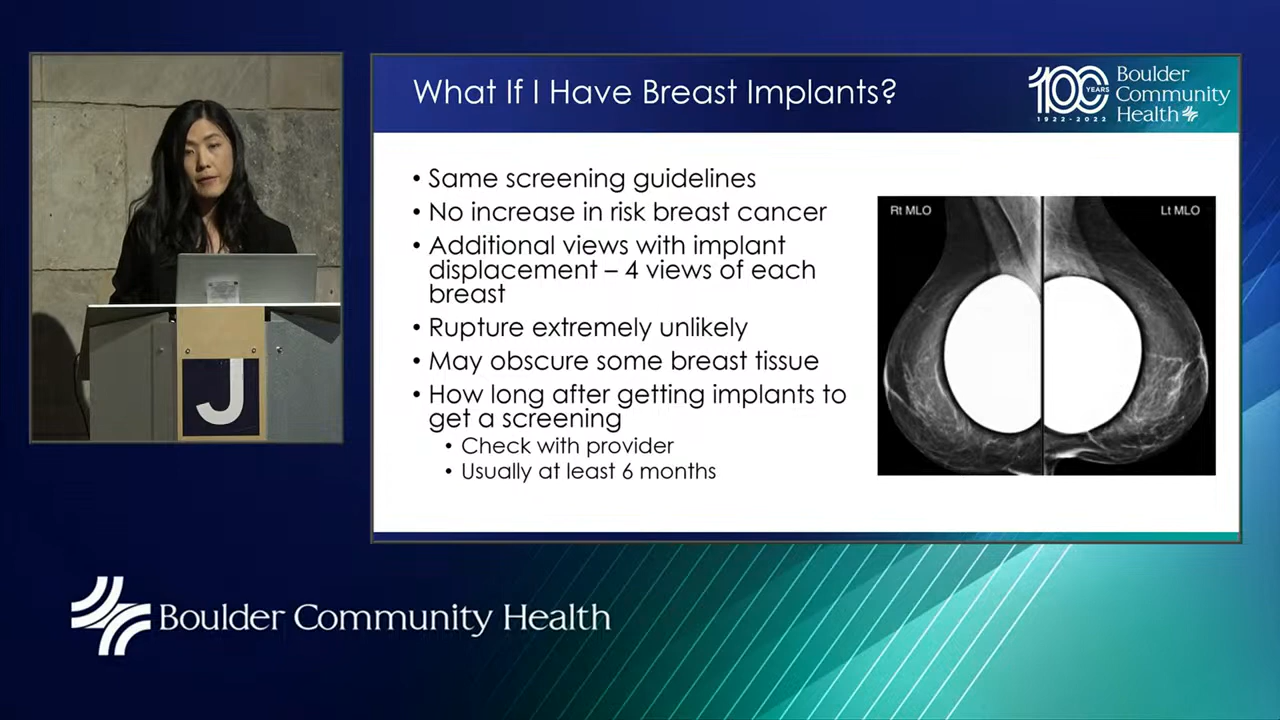 What If I Have Breast Implants?
100
YEARS
1922-2022
Boulder
Community
Health
• Same screening guidelines
• No increase in risk breast cancer
• Additional views with implant
displacement – 4 views of each
breast
• Rupture extremely unlikely
• May obscure some breast tissue
• How long after getting implants to
get a screening
• Check with provider
• Usually at least 6 months
Rt MLO
Lt MLO
J
Boulder Community Health